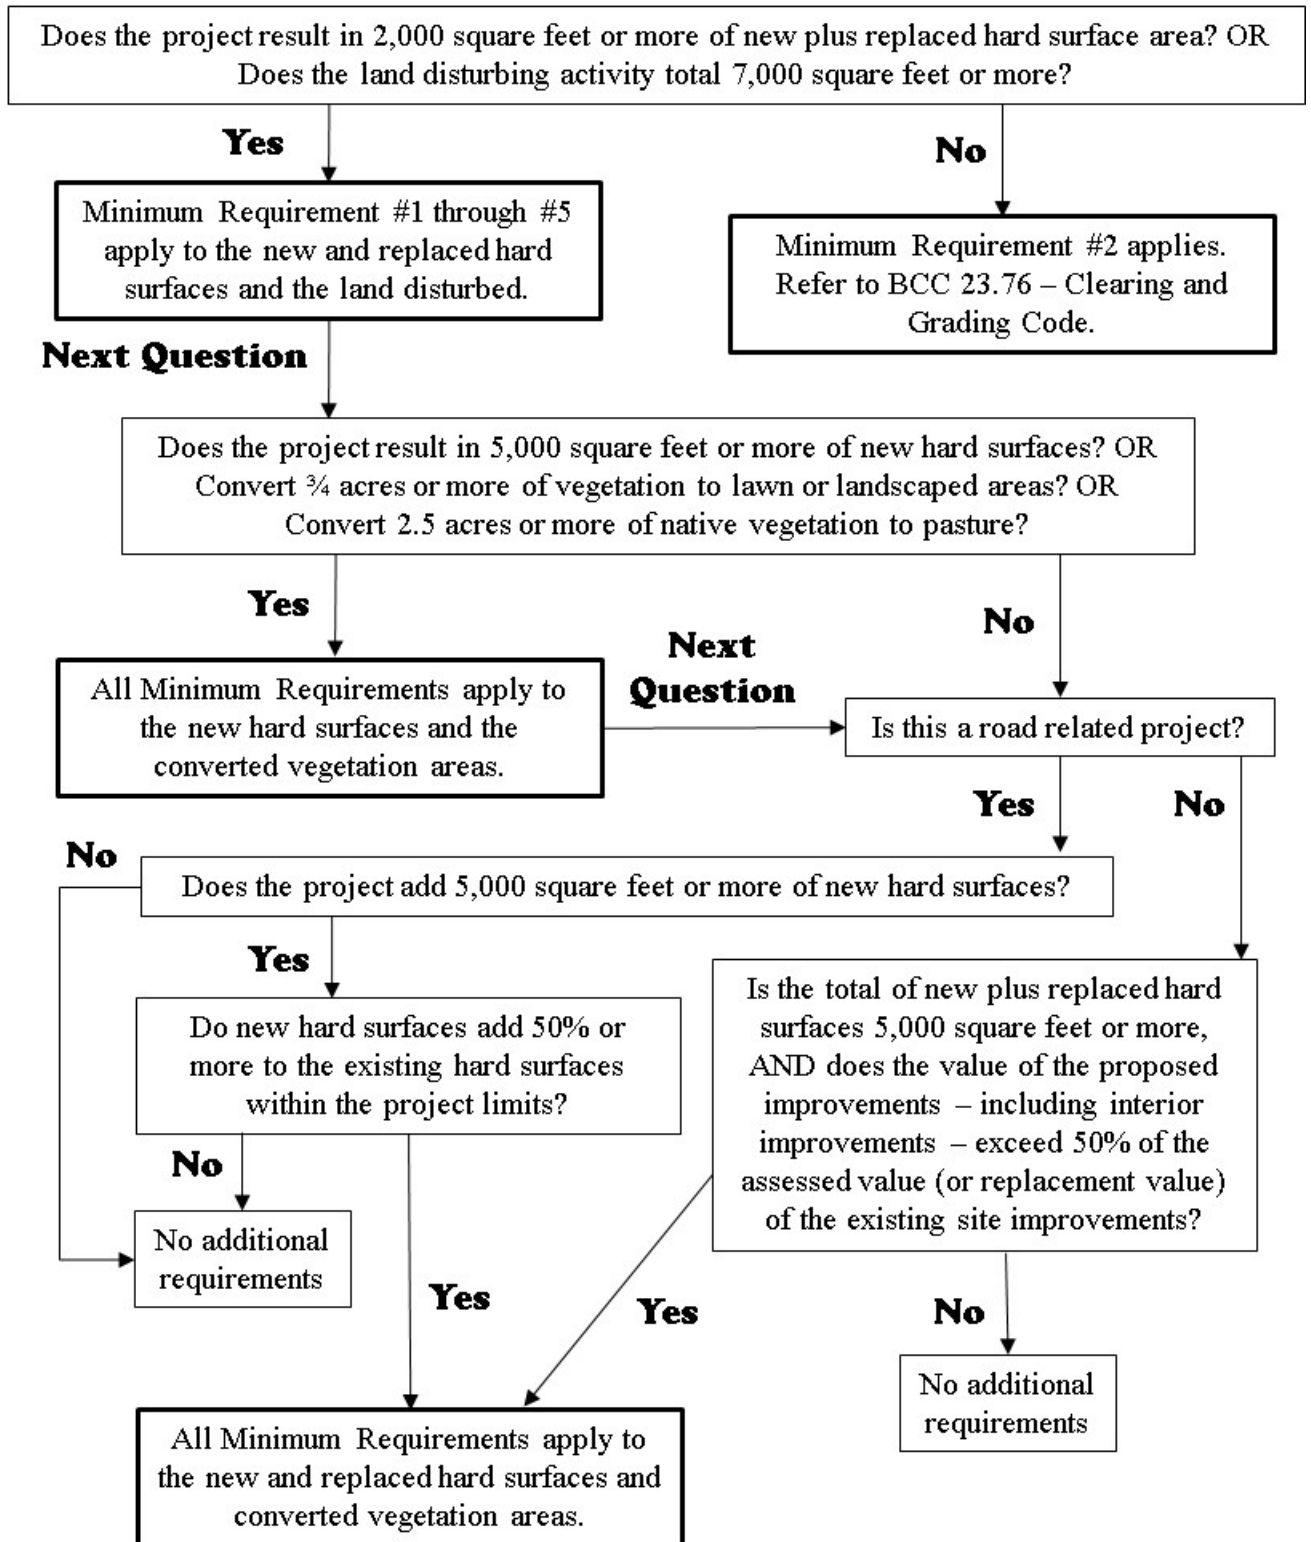 Does the project result in 2,000 square feet or more of new plus replaced hard surface area? OR
Does the land disturbing activity total 7,000 square feet or more?
Yes
No
Minimum Requirement #1 through #5
apply to the new and replaced hard
surfaces and the land disturbed.
Minimum Requirement #2 applies.
Refer to BCC 23.76 – Clearing and
Grading Code.
Next Question
Does the project result in 5,000 square feet or more of new hard surfaces? OR
Convert ¾ acres or more of vegetation to lawn or landscaped areas? OR
Convert 2.5 acres or more of native vegetation to pasture?
Yes
No
All Minimum Requirements apply to
the new hard surfaces and the
converted vegetation areas.
Next
Question
Is this a road related project?
Yes
No
No
Does the project add 5,000 square feet or more of new hard surfaces?
Yes
Do new hard surfaces add 50% or
more to the existing hard surfaces
within the project limits?
Is the total of new plus replaced hard
surfaces 5,000 square feet or more,
AND does the value of the proposed
improvements – including interior
improvements – exceed 50% of the
assessed value (or replacement value)
of the existing site improvements?
No
No additional
requirements
Yes
Yes
No
No additional
requirements
All Minimum Requirements apply to
the new and replaced hard surfaces and
converted vegetation areas.